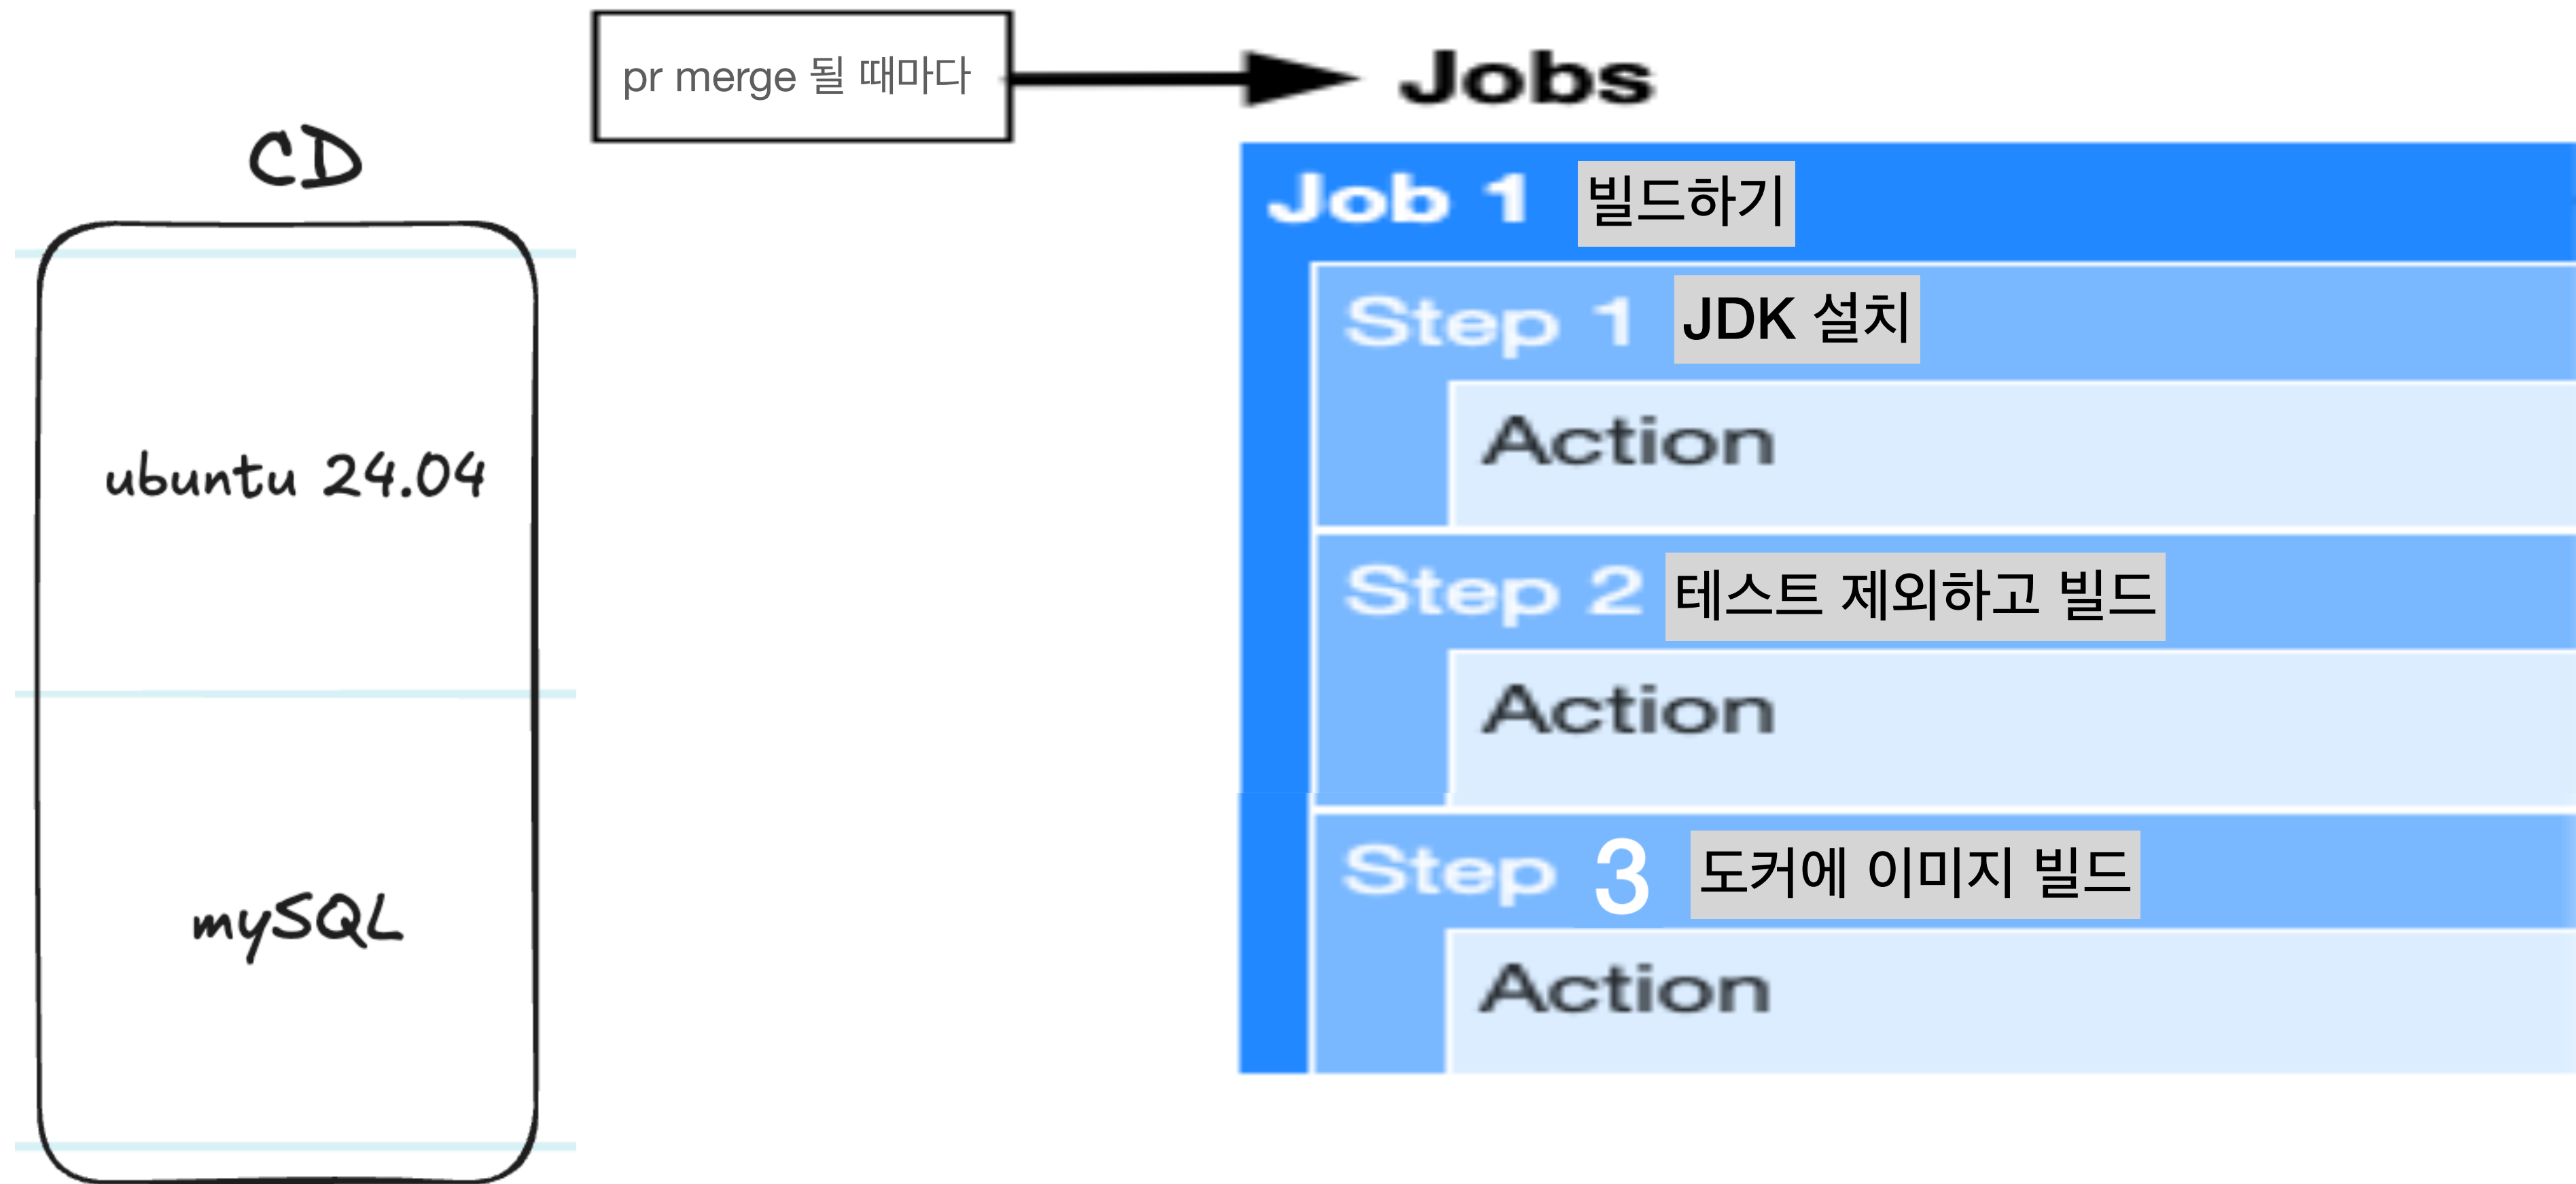 pr merge 될 때마다
Jobs
CD
ubuntu 24.04
mySQL
Job 1 빌드하기
Step 1 JDK 설치
Action
Step 2 테스트 제외하고 빌드
Action
Step 3 도커에 이미지 빌드
Action